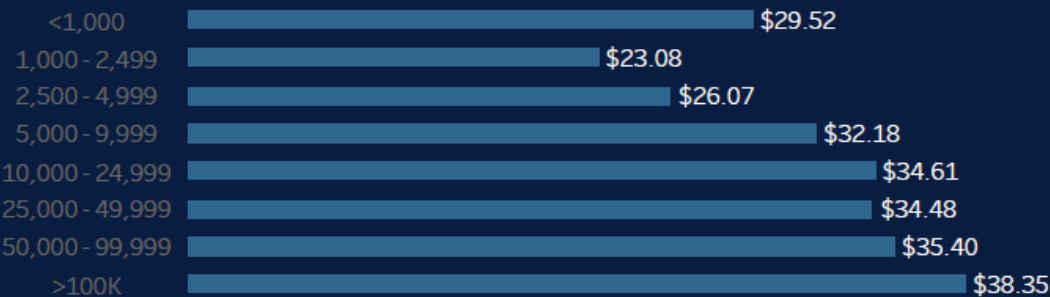 <1,000 $29.52
1,000 - 2,499 $23.08
2,500 - 4,999 $26.07
5,000 - 9,999 $32.18
10,000 - 24,999 $34.61
25,000 - 49,999 $34.48
50,000 - 99,999 $35.40
>100K $38.35